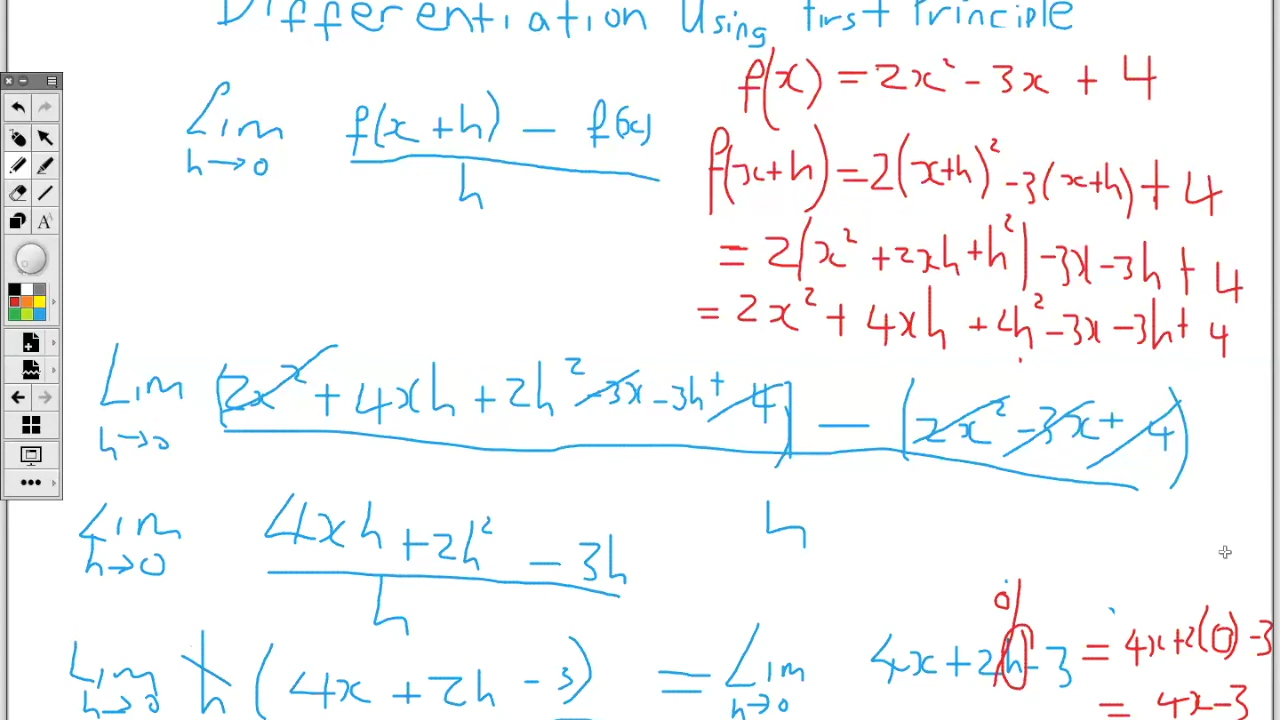 Differentiation Using first Principle
f(x) = 2x² - 3x + 4
Lim f(x+h) - f(x)
h→0 h
f(x+h) = 2(x+h)² - 3(x+h) + 4
= 2(x² + 2xh + h²) - 3x - 3h + 4
= 2x² + 4xh + 2h² - 3x - 3h + 4
Lim [2x² + 4xh + 2h² - 3x - 3h + 4] - (2x² - 3x + 4)
h→0 h
Lim 4xh + 2h² - 3h
h→0 h
0
Lim h (4x + 2h - 3) = Lim 4x + 2h - 3 = 4x + 2(0) - 3
h→0 h→0 = 4x - 3